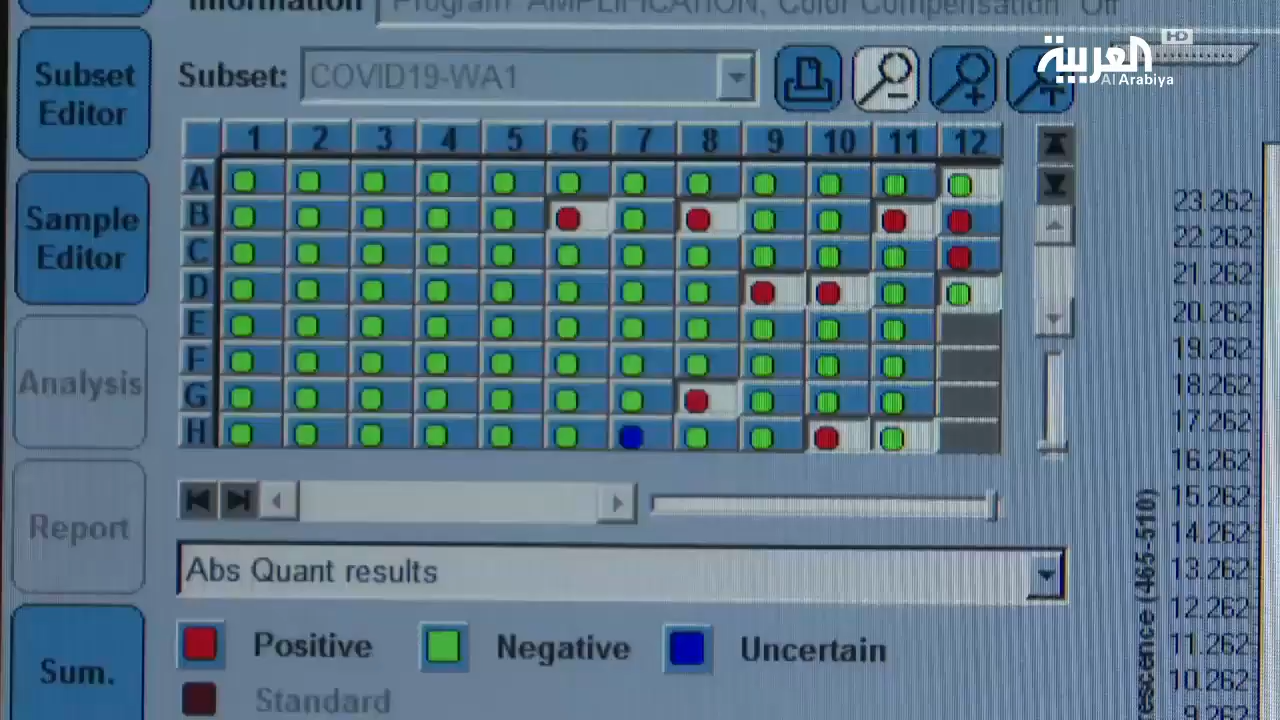 Information
Program AMPLIFICATION, Color Compensation Off
HD
العربية
Al Arabiya
Subset Editor
Subset:
COVID19-WA1
1 2 3 4 5 6 7 8 9 10 11 12
A
B
C
D
E
F
G
H
Sample Editor
Analysis
Report
Sum.
Abs Quant results
Positive
Negative
Uncertain
Standard
23.262
22.262
21.262
20.262
19.262
18.262
17.262
16.262
15.262
14.262
13.262
12.262
11.262
10.262
9.262
rescence (465-510)